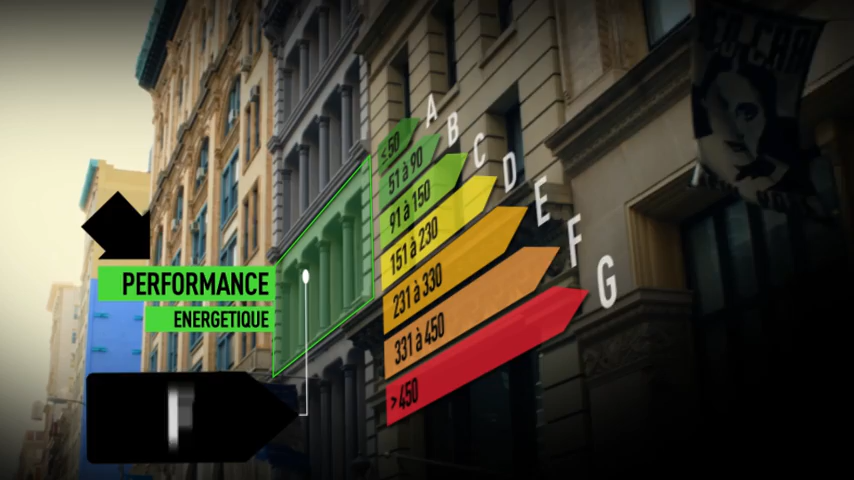 PERFORMANCE
ENERGETIQUE
≤50 A
51 à 90 B
91 à 150 C
151 à 230 D
231 à 330 E
331 à 450 F
> 450 G